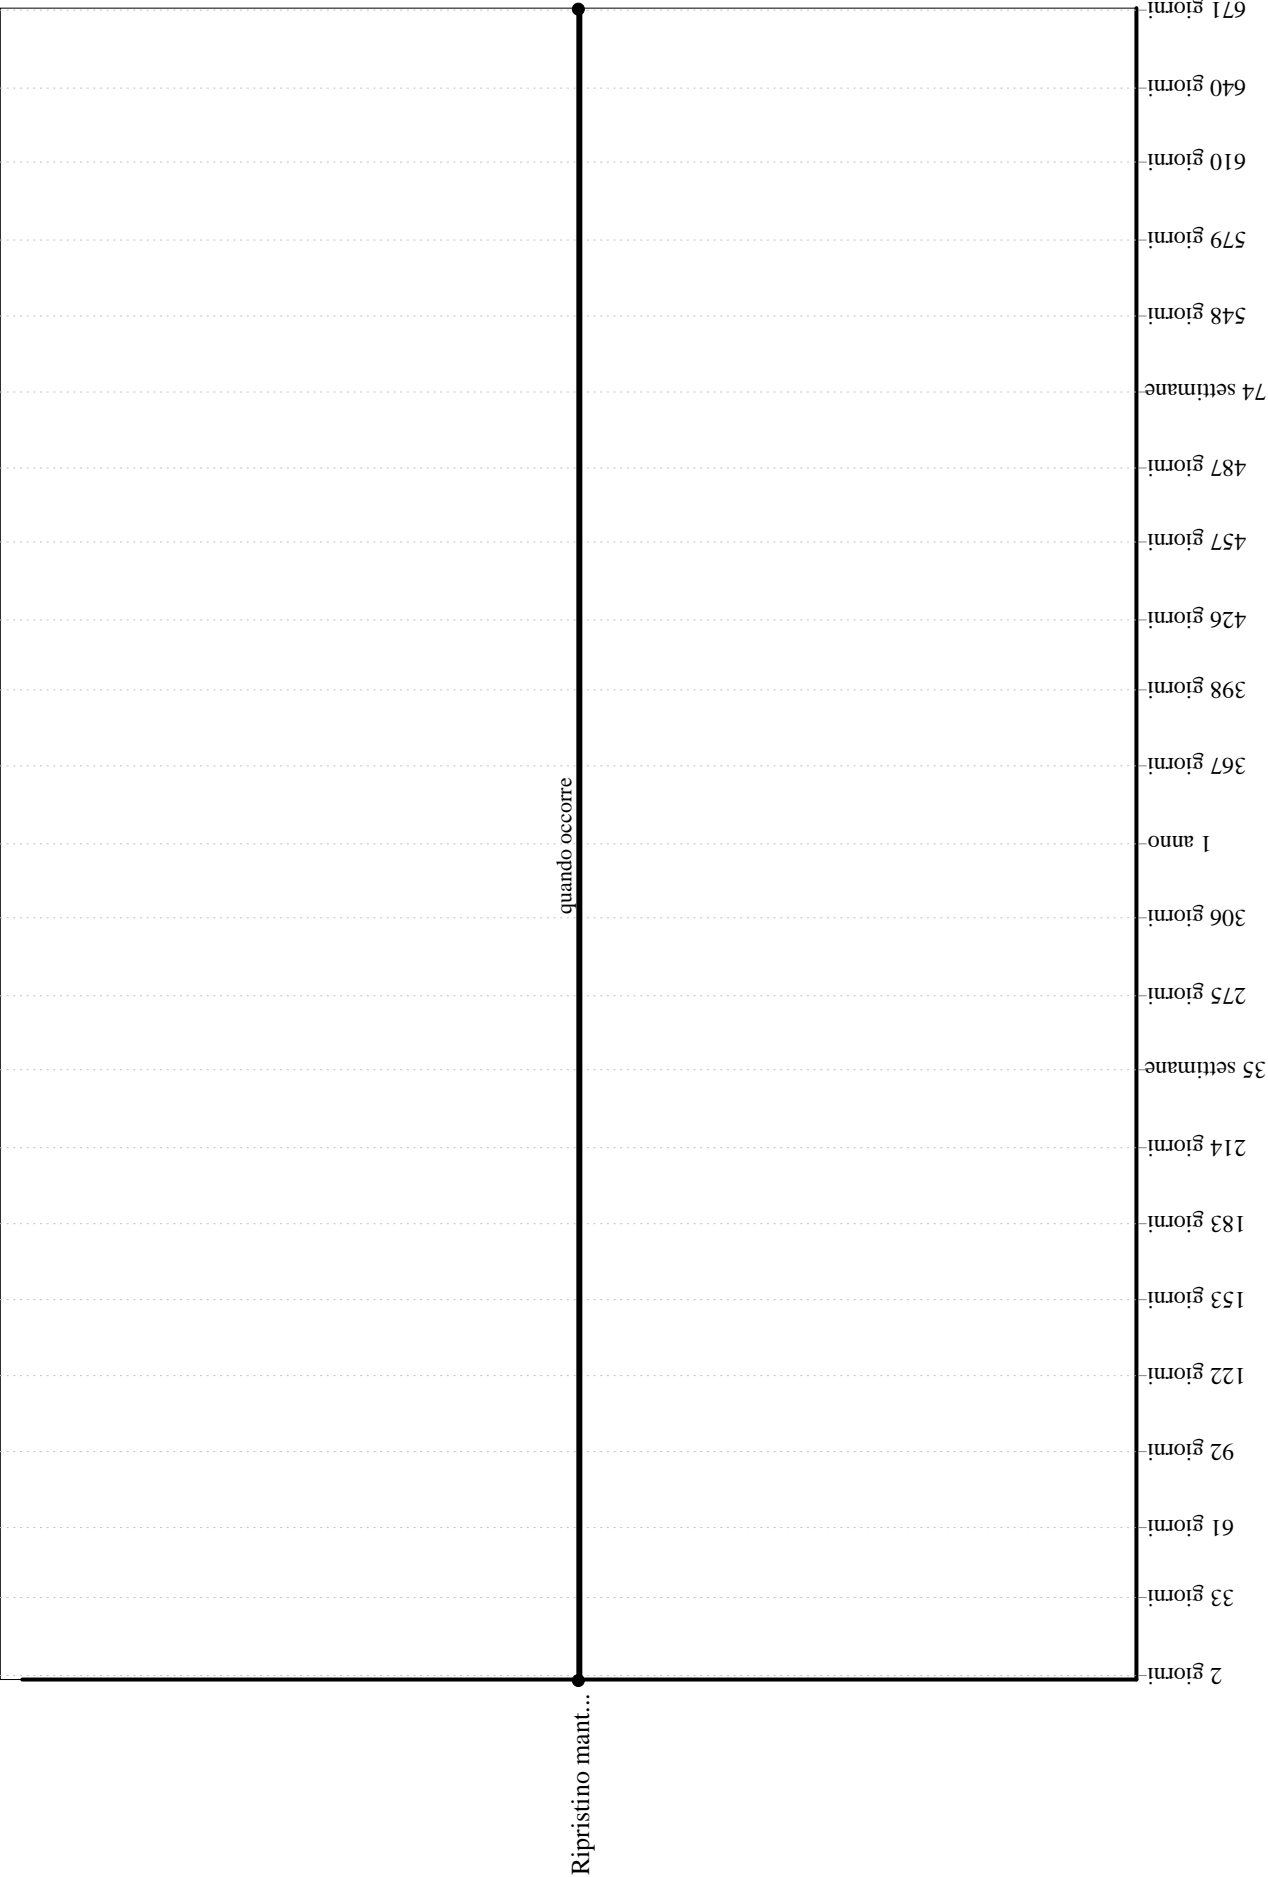 671 giorni
640 giorni
610 giorni
579 giorni
548 giorni
74 settimane
487 giorni
457 giorni
426 giorni
398 giorni
367 giorni
quando occorre
1 anno
306 giorni
275 giorni
35 settimane
214 giorni
183 giorni
153 giorni
122 giorni
92 giorni
61 giorni
33 giorni
2 giorni
Ripristino mant...